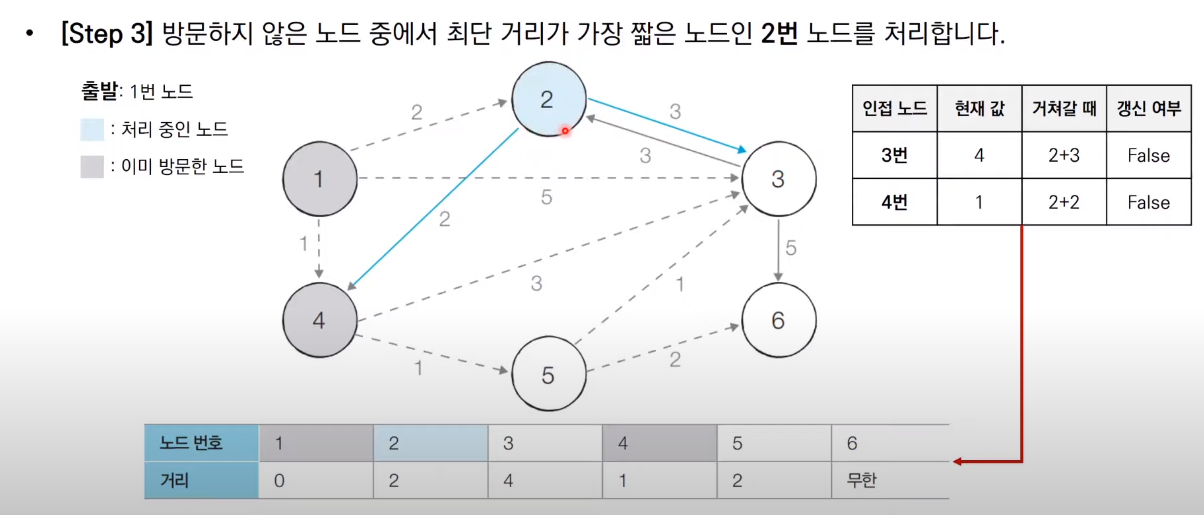 • [Step 3] 방문하지 않은 노드 중에서 최단 거리가 가장 짧은 노드인 2번 노드를 처리합니다.
출발: 1번 노드
: 처리 중인 노드
: 이미 방문한 노드
인접 노드 현재 값 거쳐갈 때 갱신 여부
3번 4 2+3 False
4번 1 2+2 False
2
2
3
3
1
3
5
2
1
5
3
1
4
6
1
5
2
노드 번호 1 2 3 4 5 6
거리 0 2 4 1 2 무한